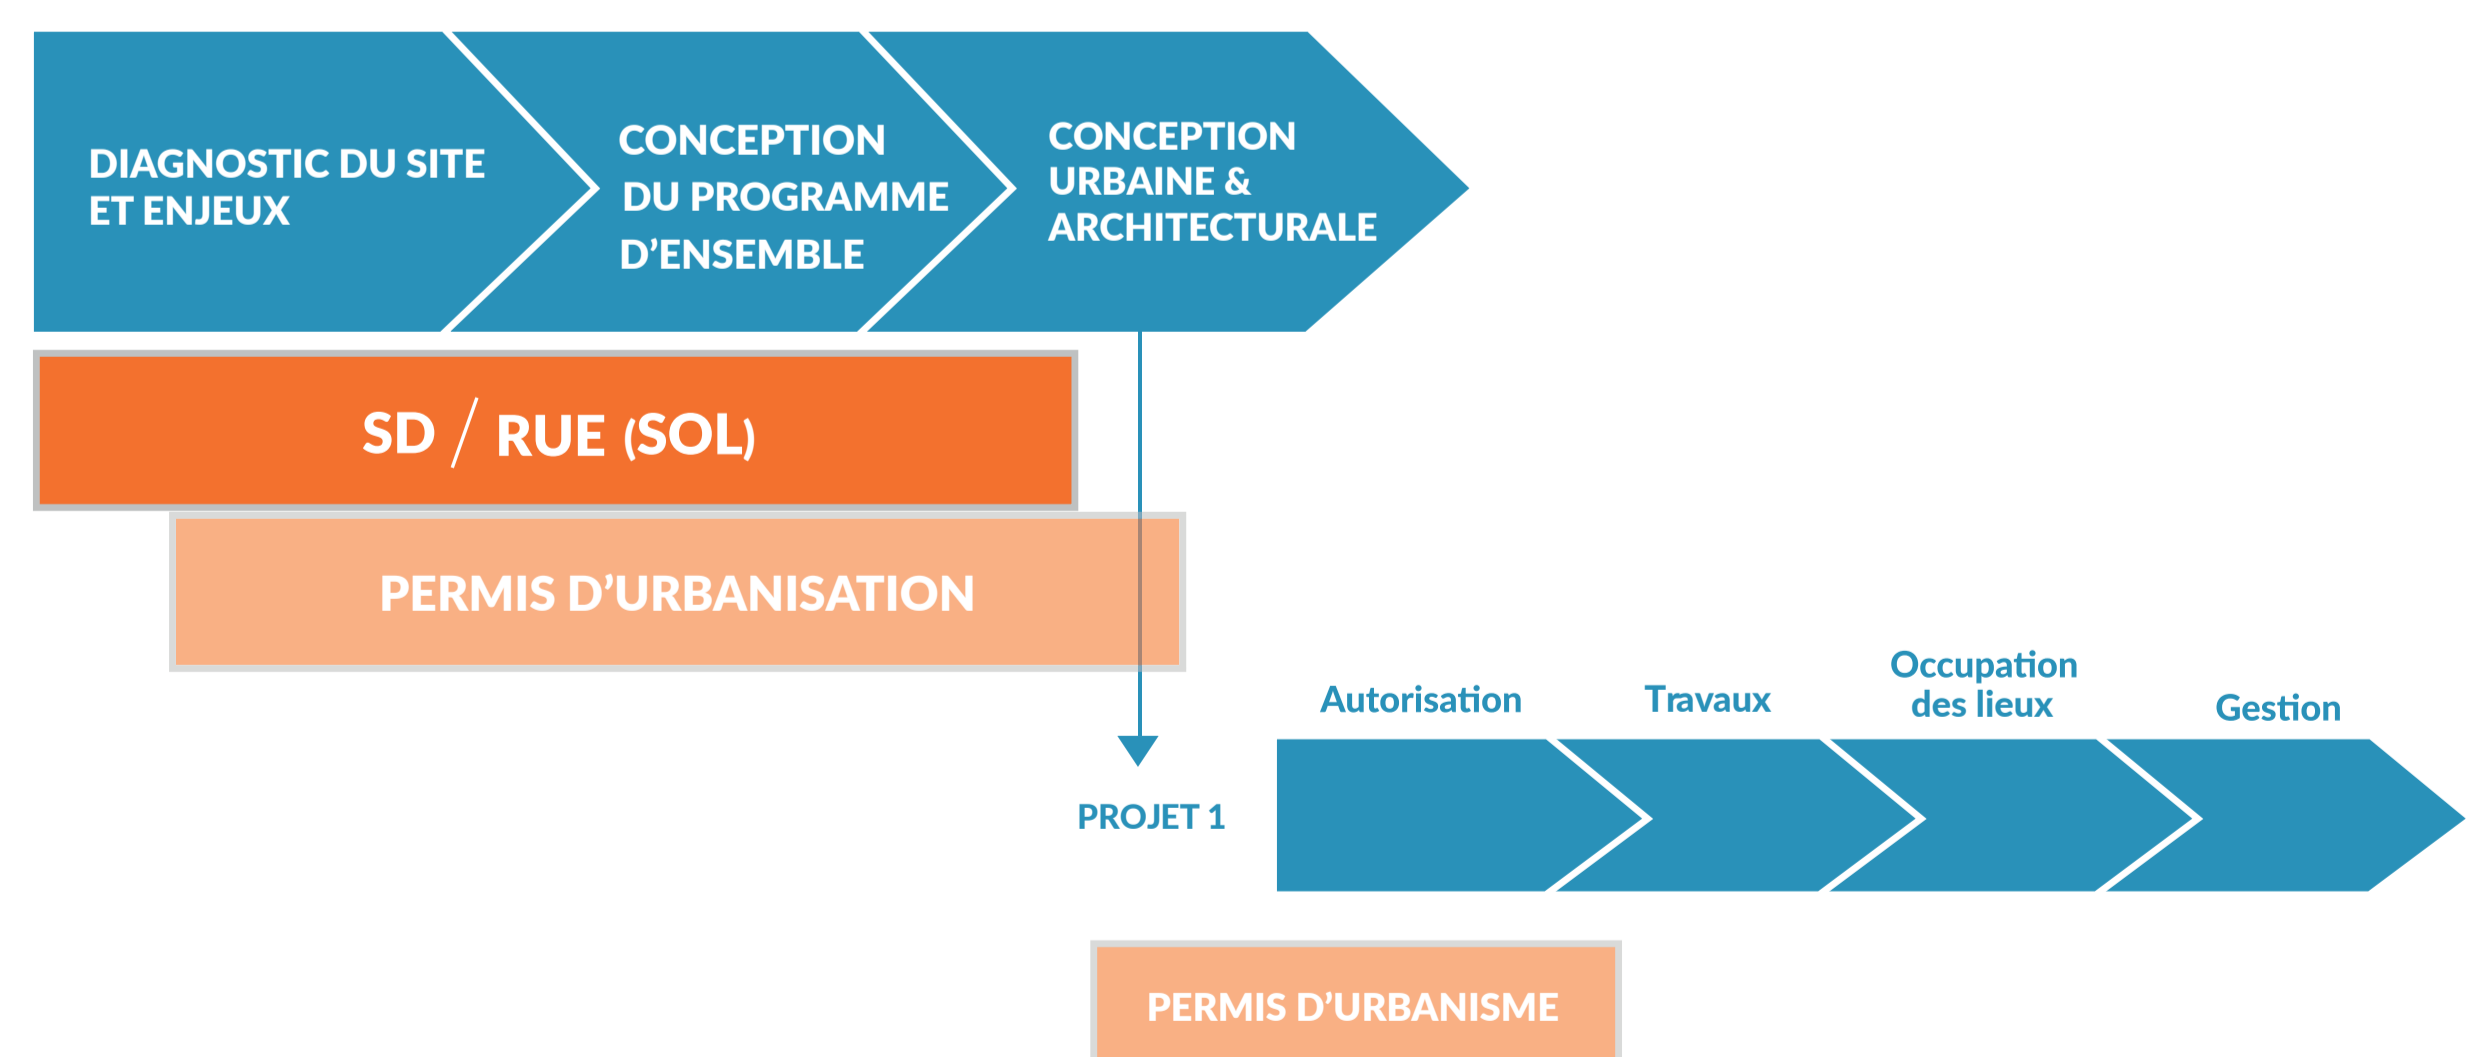 DIAGNOSTIC DU SITE
ET ENJEUX
CONCEPTION
DU PROGRAMME
D'ENSEMBLE
CONCEPTION
URBAINE &
ARCHITECTURALE
SD / RUE (SOL)
PERMIS D'URBANISATION
Autorisation
Travaux
Occupation
des lieux
Gestion
PROJET 1
PERMIS D'URBANISME